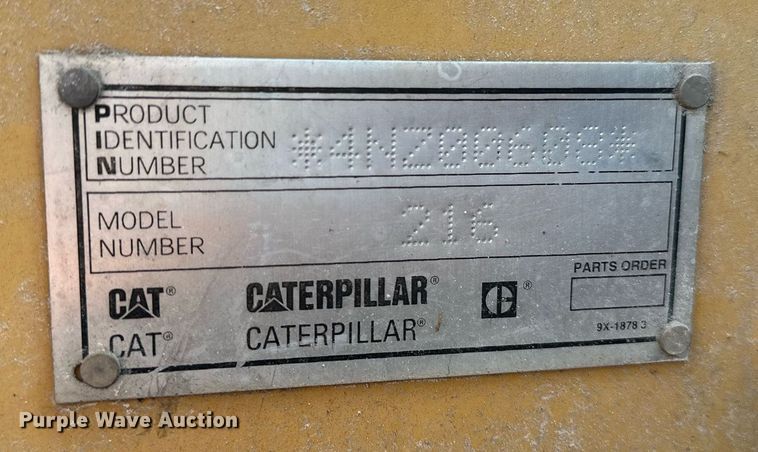 PRODUCT
IDENTIFICATION
NUMBER
*4NZ00608*
MODEL
NUMBER
216
PARTS ORDER
CAT® CATERPILLAR®
CAT® CATERPILLAR®
9X-1878 3
Purple Wave Auction